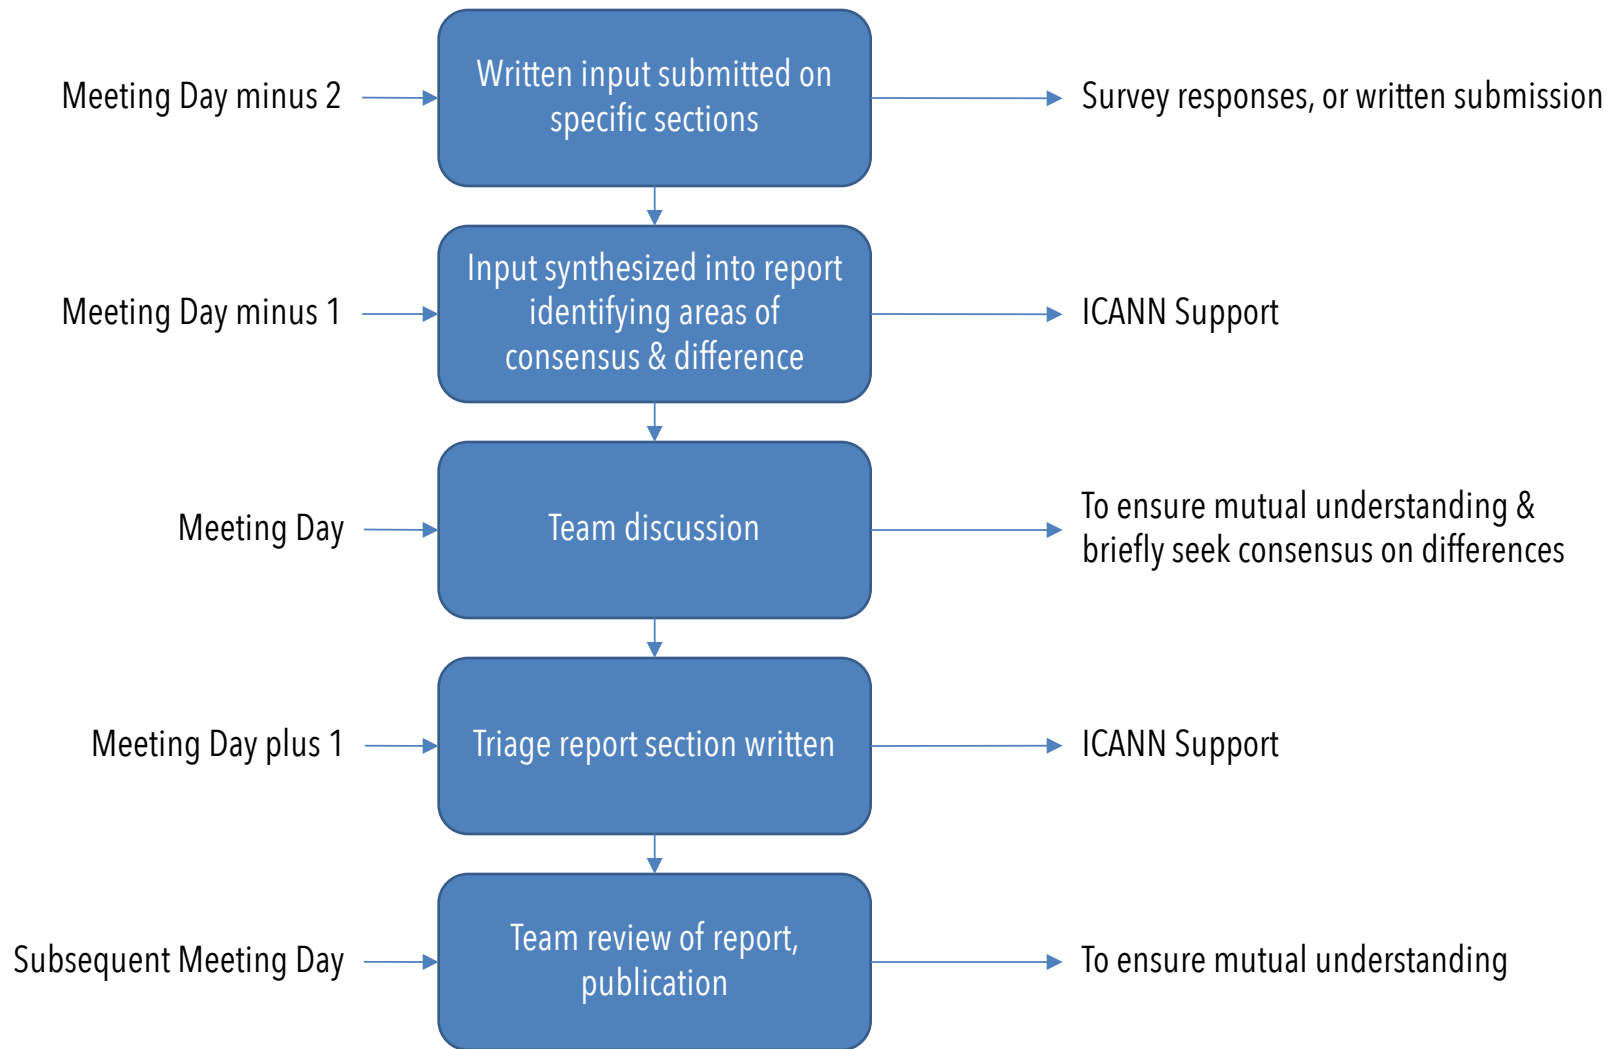 Meeting Day minus 2
Written input submitted on
specific sections
Survey responses, or written submission
Meeting Day minus 1
Input synthesized into report
identifying areas of
consensus & difference
ICANN Support
Meeting Day
Team discussion
To ensure mutual understanding &
briefly seek consensus on differences
Meeting Day plus 1
Triage report section written
ICANN Support
Subsequent Meeting Day
Team review of report,
publication
To ensure mutual understanding